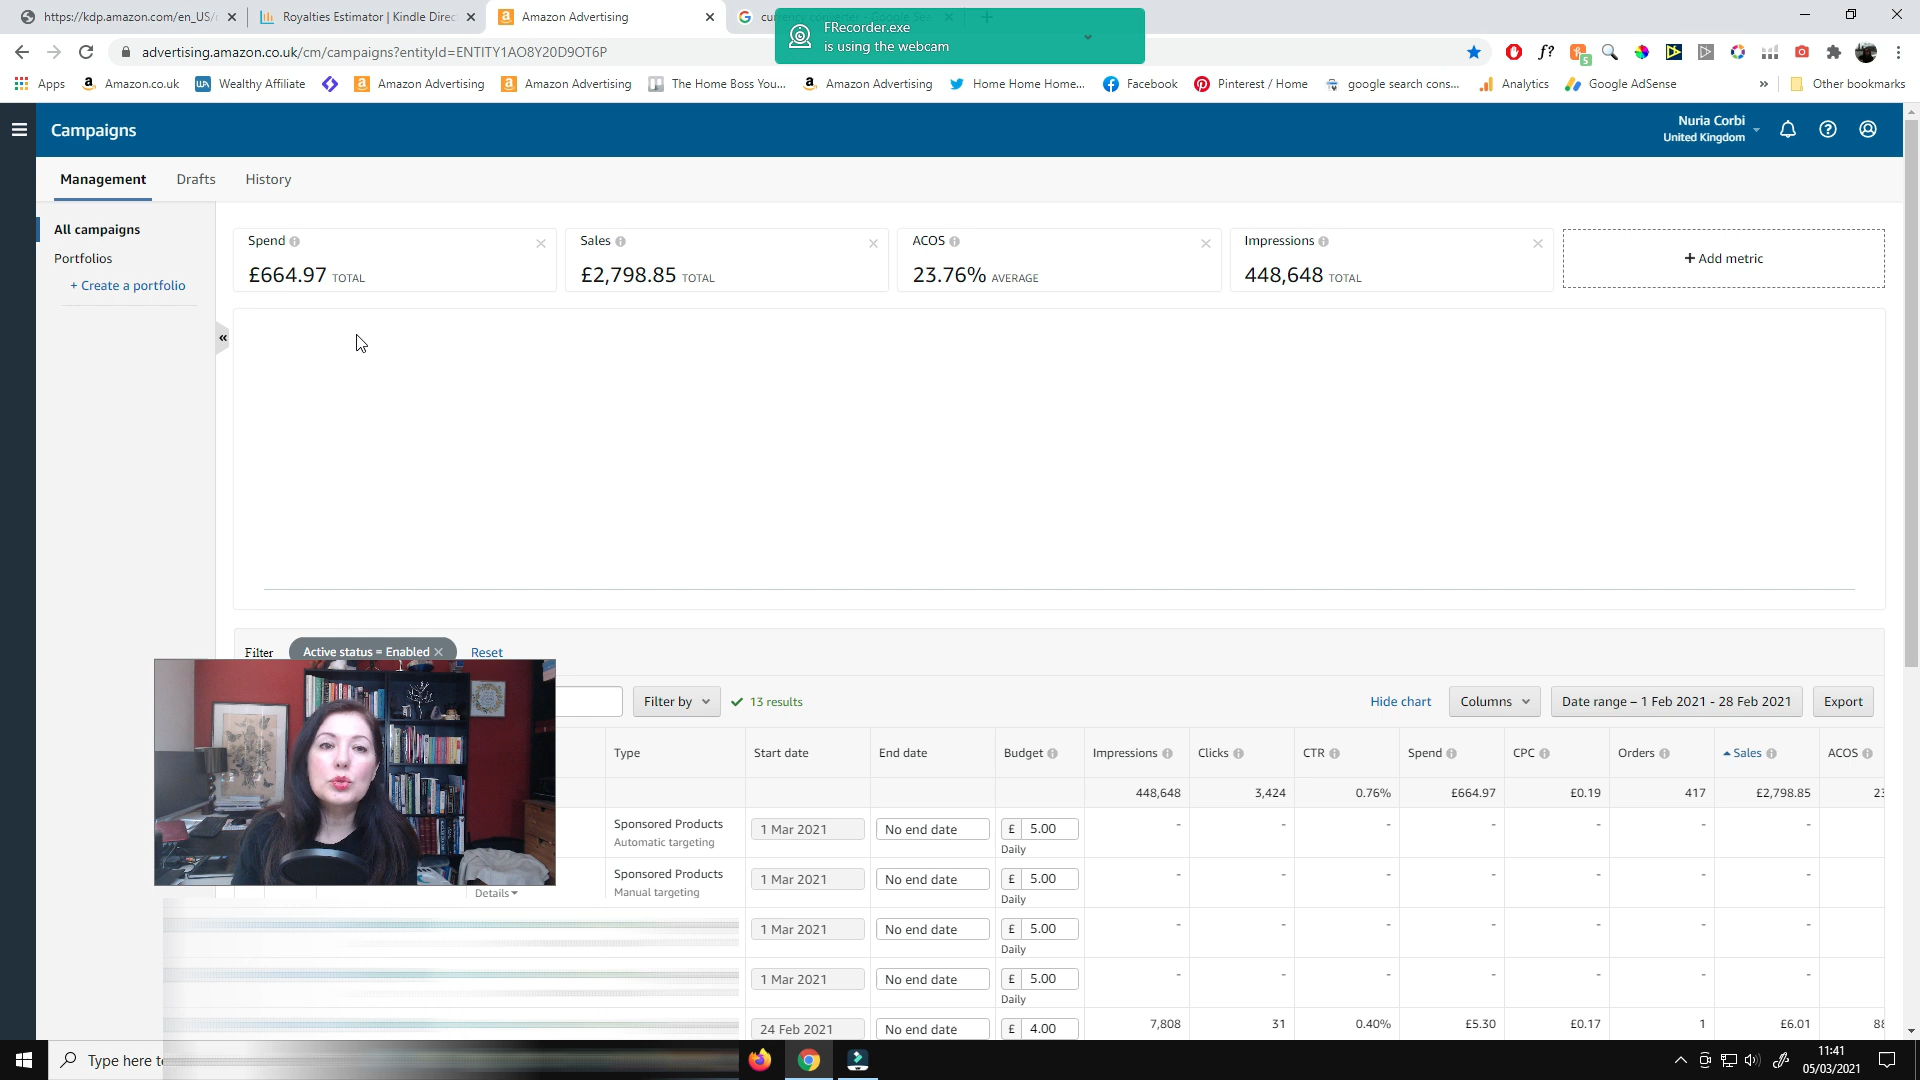 https://kdp.amazon.com/en_US/
Royalties Estimator | Kindle Direc
Amazon Advertising
FRecorder.exe
is using the webcam
advertising.amazon.co.uk/cm/campaigns?entityId=ENTITY1AO8Y20D9OT6P
f?
5
Apps
Amazon.co.uk
Wealthy Affiliate
Amazon Advertising
Amazon Advertising
The Home Boss You...
Amazon Advertising
Home Home Home...
Facebook
Pinterest / Home
google search cons...
Analytics
Google AdSense
»
Other bookmarks
Campaigns
Nuria Corbi
United Kingdom
Management
Drafts
History
All campaigns
Portfolios
+ Create a portfolio
«
Spend
£664.97 TOTAL
Sales
£2,798.85 TOTAL
ACOS
23.76% AVERAGE
Impressions
448,648 TOTAL
+ Add metric
Filter
Active status = Enabled
Reset
Filter by
13 results
Hide chart
Columns
Date range – 1 Feb 2021 - 28 Feb 2021
Export
Type
Start date
End date
Budget
Impressions
Clicks
CTR
Spend
CPC
Orders
Sales
ACOS
448,648
3,424
0.76%
£664.97
£0.19
417
£2,798.85
23
Sponsored Products
Automatic targeting
1 Mar 2021
No end date
£ 5.00
Daily
- - - - - - -
Sponsored Products
Manual targeting
Details
1 Mar 2021
No end date
£ 5.00
Daily
- - - - - - -
1 Mar 2021
No end date
£ 5.00
Daily
- - - - - - -
1 Mar 2021
No end date
£ 5.00
Daily
- - - - - - -
24 Feb 2021
No end date
£ 4.00
7,808
31
0.40%
£5.30
£0.17
1
£6.01
88
Type here t
11:41
05/03/2021